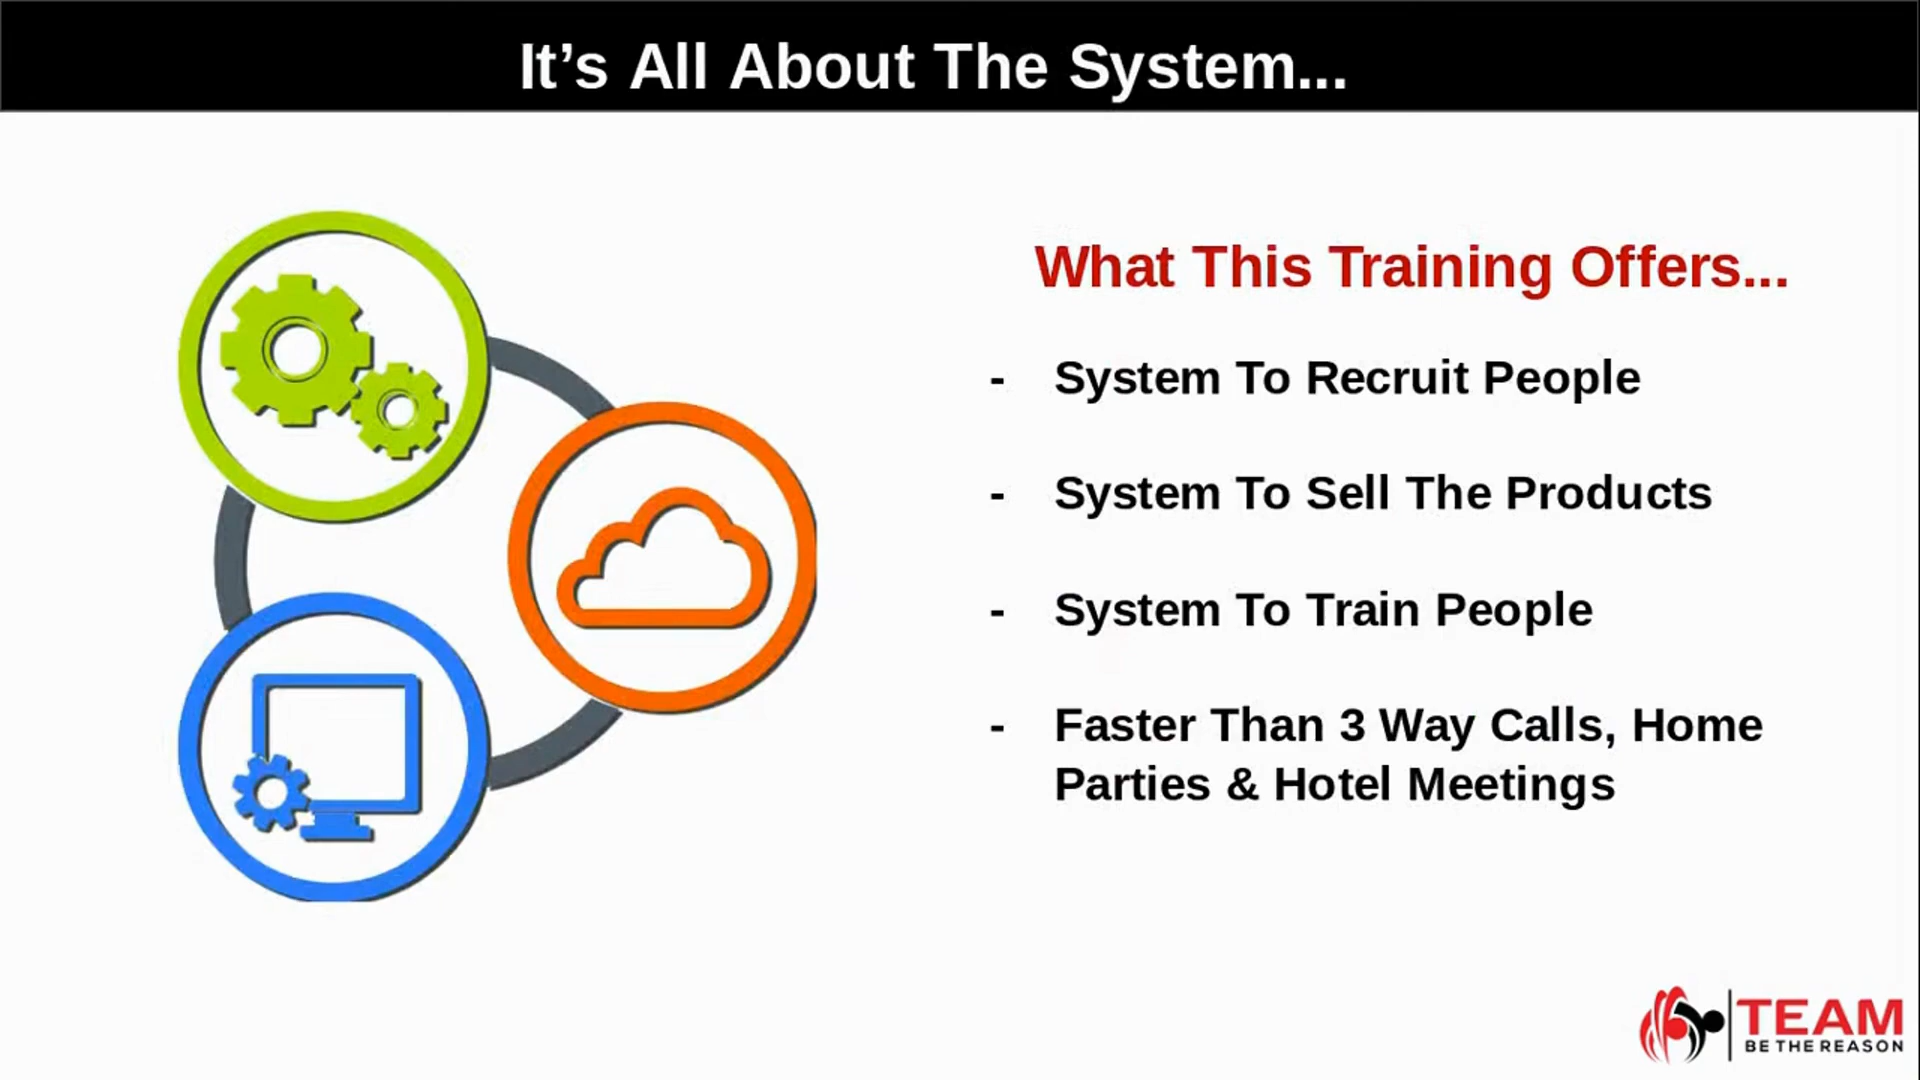 It’s All About The System...
What This Training Offers...
- System To Recruit People
- System To Sell The Products
- System To Train People
- Faster Than 3 Way Calls, Home
Parties & Hotel Meetings
TEAM
BE THE REASON